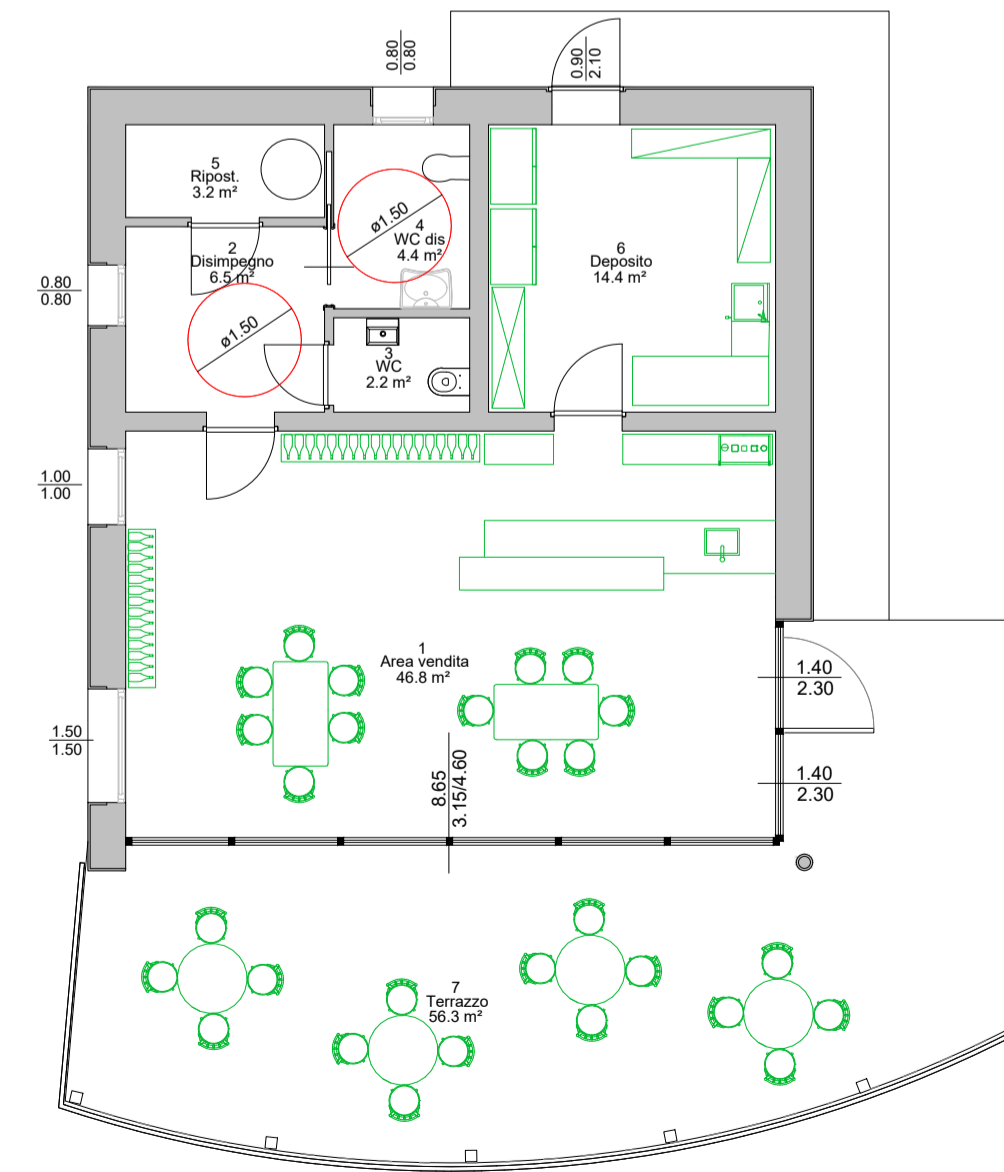 0.80
0.80
0.90
2.10
5
Ripost.
3.2 m²
ø1.50
4
WC dis
4.4 m²
2
Disimpegno
6.5 m²
6
Deposito
14.4 m²
0.80
0.80
ø1.50
3
WC
2.2 m²
1.00
1.00
1
Area vendita
46.8 m²
1.40
2.30
1.50
1.50
8.65
3.15/4.60
1.40
2.30
7
Terrazzo
56.3 m²